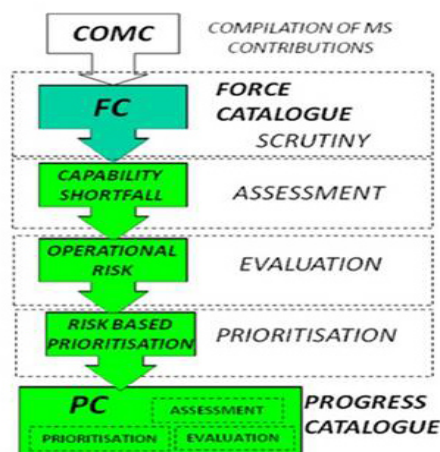 COMC
COMPILATION OF MS
CONTRIBUTIONS
FC
FORCE
CATALOGUE
SCRUTINY
CAPABILITY
SHORTFALL
ASSESSMENT
OPERATIONAL
RISK
EVALUATION
RISK BASED
PRIORITISATION
PRIORITISATION
PC
ASSESSMENT
PRIORITISATION
EVALUATION
PROGRESS
CATALOGUE